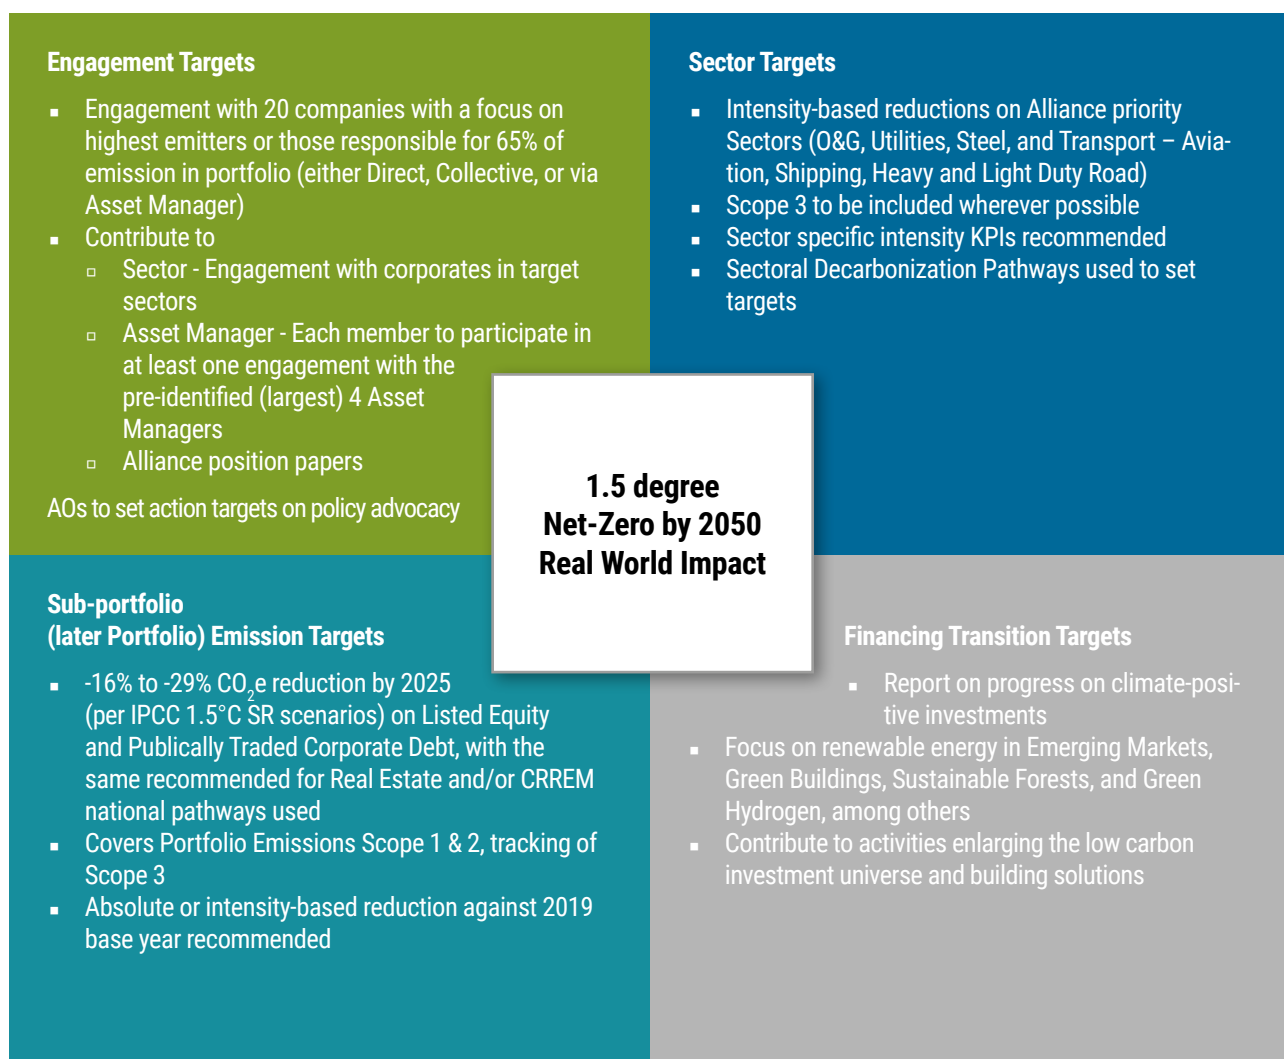 Engagement Targets
▪ Engagement with 20 companies with a focus on
highest emitters or those responsible for 65% of
emission in portfolio (either Direct, Collective, or via
Asset Manager)
▪ Contribute to
▫ Sector - Engagement with corporates in target
sectors
▫ Asset Manager - Each member to participate in
at least one engagement with the
pre-identified (largest) 4 Asset
Managers
▫ Alliance position papers
AOs to set action targets on policy advocacy
Sector Targets
▪ Intensity-based reductions on Alliance priority
Sectors (O&G, Utilities, Steel, and Transport – Avia-
tion, Shipping, Heavy and Light Duty Road)
▪ Scope 3 to be included wherever possible
▪ Sector specific intensity KPIs recommended
▪ Sectoral Decarbonization Pathways used to set
targets
1.5 degree
Net-Zero by 2050
Real World Impact
Sub-portfolio
(later Portfolio) Emission Targets
▪ -16% to -29% CO₂e reduction by 2025
(per IPCC 1.5°C SR scenarios) on Listed Equity
and Publically Traded Corporate Debt, with the
same recommended for Real Estate and/or CRREM
national pathways used
▪ Covers Portfolio Emissions Scope 1 & 2, tracking of
Scope 3
▪ Absolute or intensity-based reduction against 2019
base year recommended
Financing Transition Targets
▪ Report on progress on climate-posi-
tive investments
▪ Focus on renewable energy in Emerging Markets,
Green Buildings, Sustainable Forests, and Green
Hydrogen, among others
▪ Contribute to activities enlarging the low carbon
investment universe and building solutions